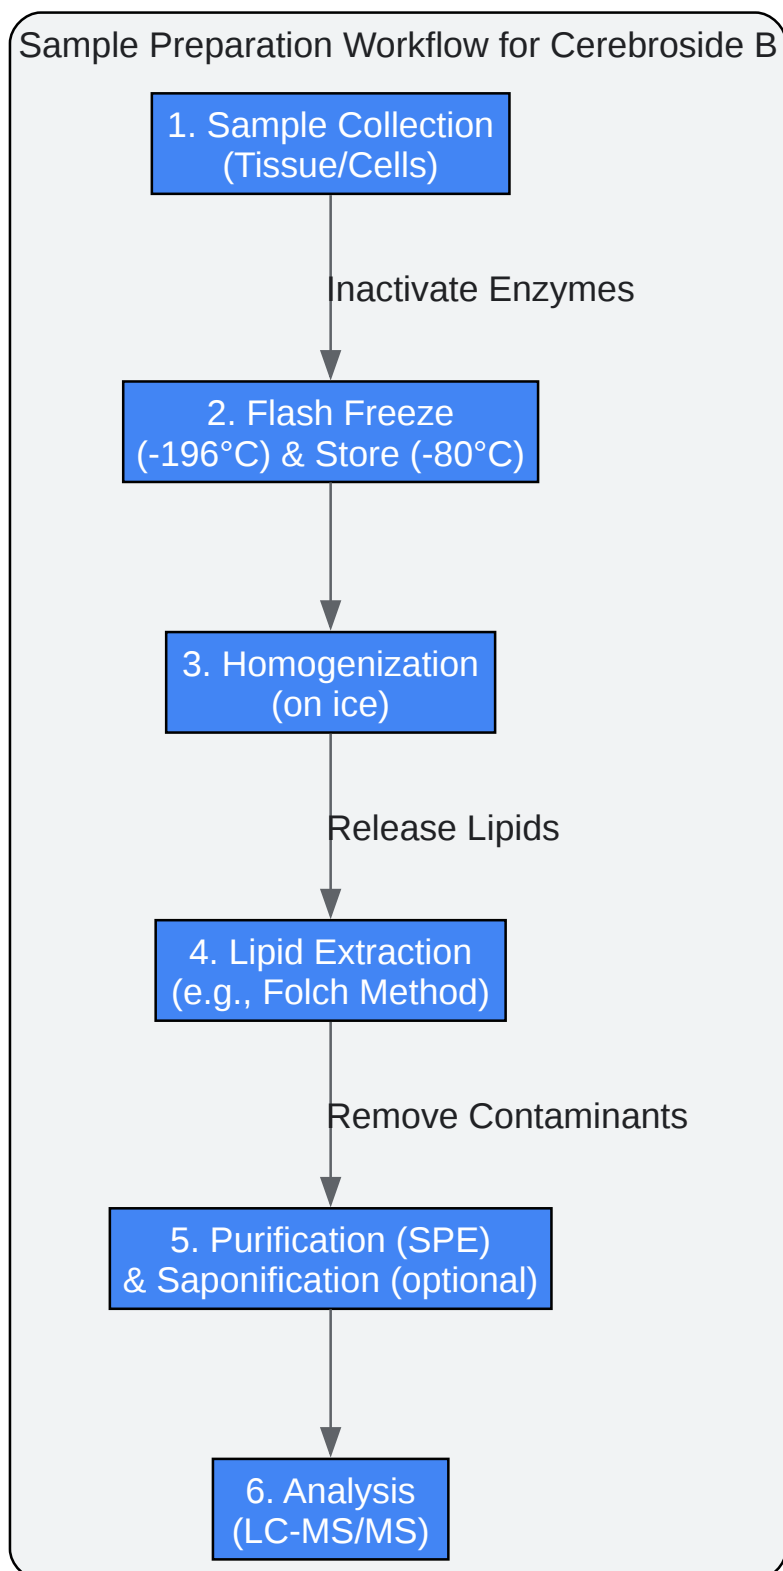 Sample Preparation Workflow for Cerebroside B
1. Sample Collection
(Tissue/Cells)
Inactivate Enzymes
2. Flash Freeze
(-196°C) & Store (-80°C)
3. Homogenization
(on ice)
Release Lipids
4. Lipid Extraction
(e.g., Folch Method)
Remove Contaminants
5. Purification (SPE)
& Saponification (optional)
6. Analysis
(LC-MS/MS)